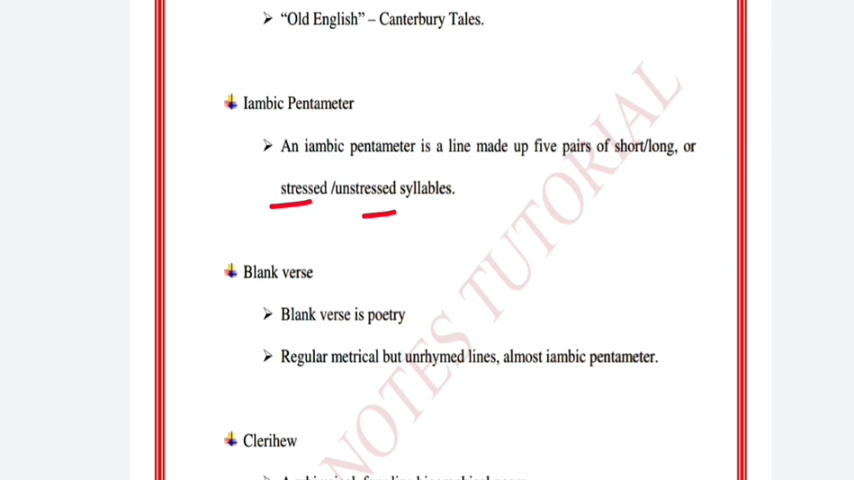 “Old English” – Canterbury Tales.
Iambic Pentameter
An iambic pentameter is a line made up five pairs of short/long, or
stressed /unstressed syllables.
Blank verse
Blank verse is poetry
Regular metrical but unrhymed lines, almost iambic pentameter.
Clerihew
NOTES TUTORIAL